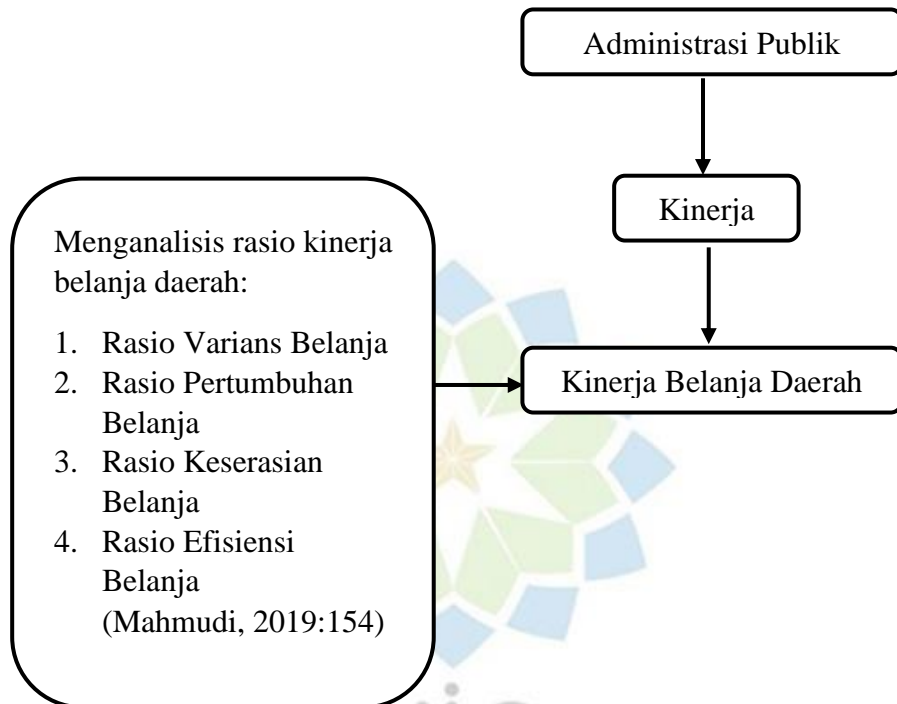 Administrasi Publik
Kinerja
Menganalisis rasio kinerja
belanja daerah:
1. Rasio Varians Belanja
2. Rasio Pertumbuhan
Belanja
3. Rasio Keserasian
Belanja
4. Rasio Efisiensi
Belanja
(Mahmudi, 2019:154)
Kinerja Belanja Daerah